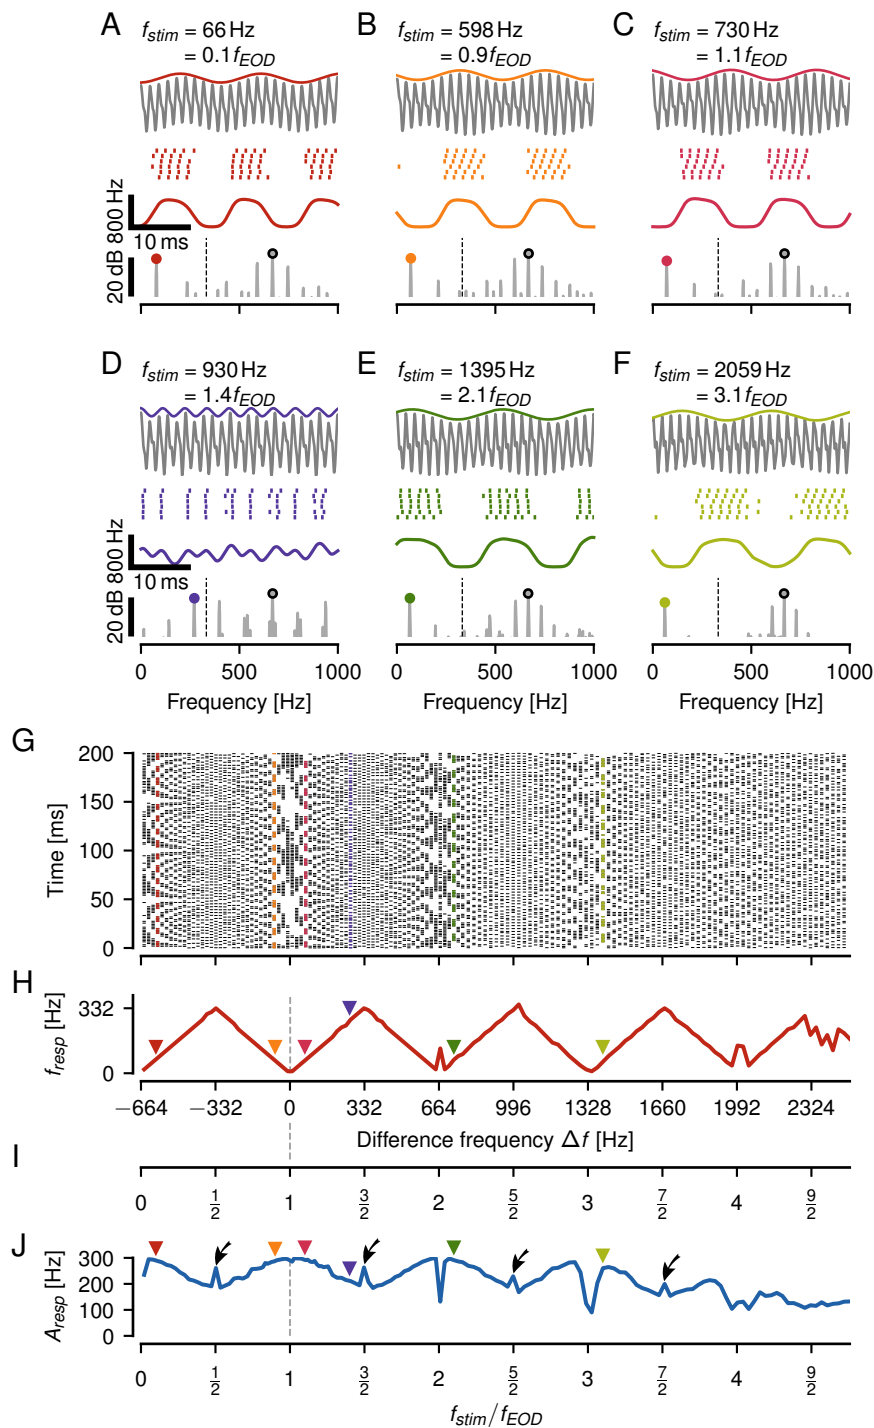 A
f_stim = 66 Hz
= 0.1f_EOD
B
f_stim = 598 Hz
= 0.9f_EOD
C
f_stim = 730 Hz
= 1.1f_EOD
800 Hz
10 ms
20 dB
D
f_stim = 930 Hz
= 1.4f_EOD
E
f_stim = 1395 Hz
= 2.1f_EOD
F
f_stim = 2059 Hz
= 3.1f_EOD
800 Hz
10 ms
20 dB
0 500 1000
0 500 1000
0 500 1000
Frequency [Hz]
Frequency [Hz]
Frequency [Hz]
G
200
150
100
50
0
Time [ms]
H
332
0
f_resp [Hz]
−664 −332 0 332 664 996 1328 1660 1992 2324
Difference frequency Δf [Hz]
I
0 1/2 1 3/2 2 5/2 3 7/2 4 9/2
J
300
200
100
0
A_resp [Hz]
0 1/2 1 3/2 2 5/2 3 7/2 4 9/2
f_stim/f_EOD